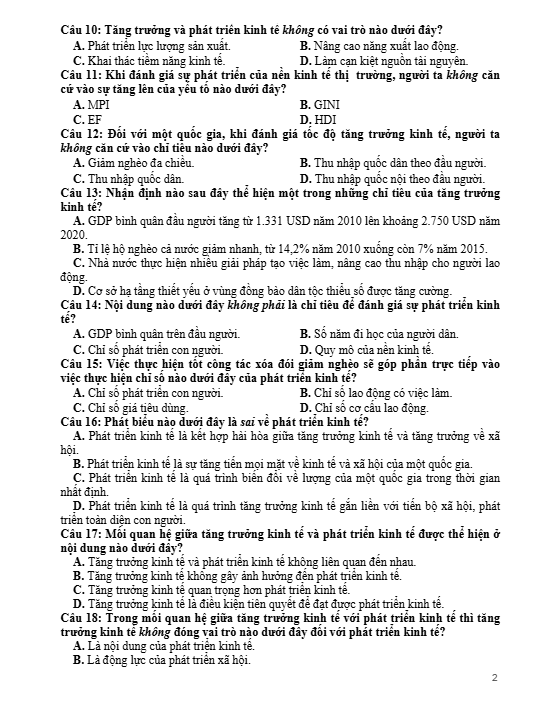 Câu 10: Tăng trưởng và phát triển kinh tế không có vai trò nào dưới đây?
A. Phát triển lực lượng sản xuất. B. Nâng cao năng xuất lao động.
C. Khai thác tiềm năng kinh tế. D. Làm cạn kiệt nguồn tài nguyên.
Câu 11: Khi đánh giá sự phát triển của nền kinh tế thị trường, người ta không căn
cứ vào sự tăng lên của yếu tố nào dưới đây?
A. MPI B. GINI
C. EF D. HDI
Câu 12: Đối với một quốc gia, khi đánh giá tốc độ tăng trưởng kinh tế, người ta
không căn cứ vào chỉ tiêu nào dưới đây?
A. Giảm nghèo đa chiều. B. Thu nhập quốc dân theo đầu người.
C. Thu nhập quốc dân. D. Thu nhập quốc nội theo đầu người.
Câu 13: Nhận định nào sau đây thể hiện một trong những chỉ tiêu của tăng trưởng
kinh tế?
A. GDP bình quân đầu người tăng từ 1.331 USD năm 2010 lên khoảng 2.750 USD năm
2020.
B. Tỉ lệ hộ nghèo cả nước giảm nhanh, từ 14,2% năm 2010 xuống còn 7% năm 2015.
C. Nhà nước thực hiện nhiều giải pháp tạo việc làm, nâng cao thu nhập cho người lao
động.
D. Cơ sở hạ tầng thiết yếu ở vùng đồng bào dân tộc thiểu số được tăng cường.
Câu 14: Nội dung nào dưới đây không phải là chỉ tiêu để đánh giá sự phát triển kinh
tế?
A. GDP bình quân trên đầu người. B. Số năm đi học của người dân.
C. Chỉ số phát triển con người. D. Quy mô của nền kinh tế.
Câu 15: Việc thực hiện tốt công tác xóa đói giảm nghèo sẽ góp phần trực tiếp vào
việc thực hiện chỉ số nào dưới đây của phát triển kinh tế?
A. Chỉ số phát triển con người. B. Chỉ số lao động có việc làm.
C. Chỉ số giá tiêu dùng. D. Chỉ số cơ cấu lao động.
Câu 16: Phát biểu nào dưới đây là sai về phát triển kinh tế?
A. Phát triển kinh tế là kết hợp hài hòa giữa tăng trưởng kinh tế và tăng trưởng về xã
hội.
B. Phát triển kinh tế là sự tăng tiến mọi mặt về kinh tế và xã hội của một quốc gia.
C. Phát triển kinh tế là quá trình biến đổi về lượng của một quốc gia trong thời gian
nhất định.
D. Phát triển kinh tế là quá trình tăng trưởng kinh tế gắn liền với tiến bộ xã hội, phát
triển toàn diện con người.
Câu 17: Mối quan hệ giữa tăng trưởng kinh tế và phát triển kinh tế được thể hiện ở
nội dung nào dưới đây?
A. Tăng trưởng kinh tế và phát triển kinh tế không liên quan đến nhau.
B. Tăng trưởng kinh tế không gây ảnh hưởng đến phát triển kinh tế.
C. Tăng trưởng kinh tế quan trọng hơn phát triển kinh tế.
D. Tăng trưởng kinh tế là điều kiện tiên quyết để đạt được phát triển kinh tế.
Câu 18: Trong mối quan hệ giữa tăng trưởng kinh tế với phát triển kinh tế thì tăng
trưởng kinh tế không đóng vai trò nào dưới đây đối với phát triển kinh tế?
A. Là nội dung của phát triển kinh tế.
B. Là động lực của phát triển xã hội.
2